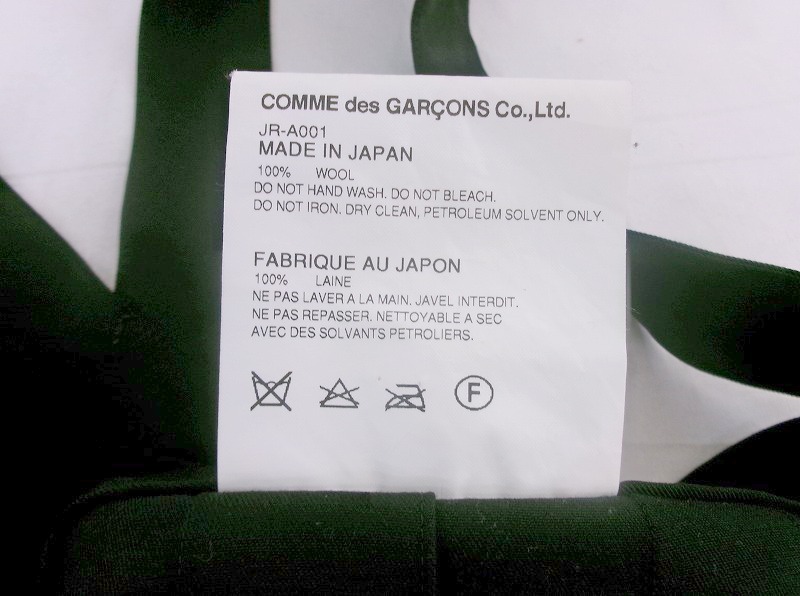 COMME des GARÇONS Co.,Ltd.
JR-A001
MADE IN JAPAN
100% WOOL
DO NOT HAND WASH. DO NOT BLEACH.
DO NOT IRON. DRY CLEAN, PETROLEUM SOLVENT ONLY.
FABRIQUE AU JAPON
100% LAINE
NE PAS LAVER A LA MAIN. JAVEL INTERDIT.
NE PAS REPASSER. NETTOYABLE A SEC
AVEC DES SOLVANTS PETROLIERS.
F